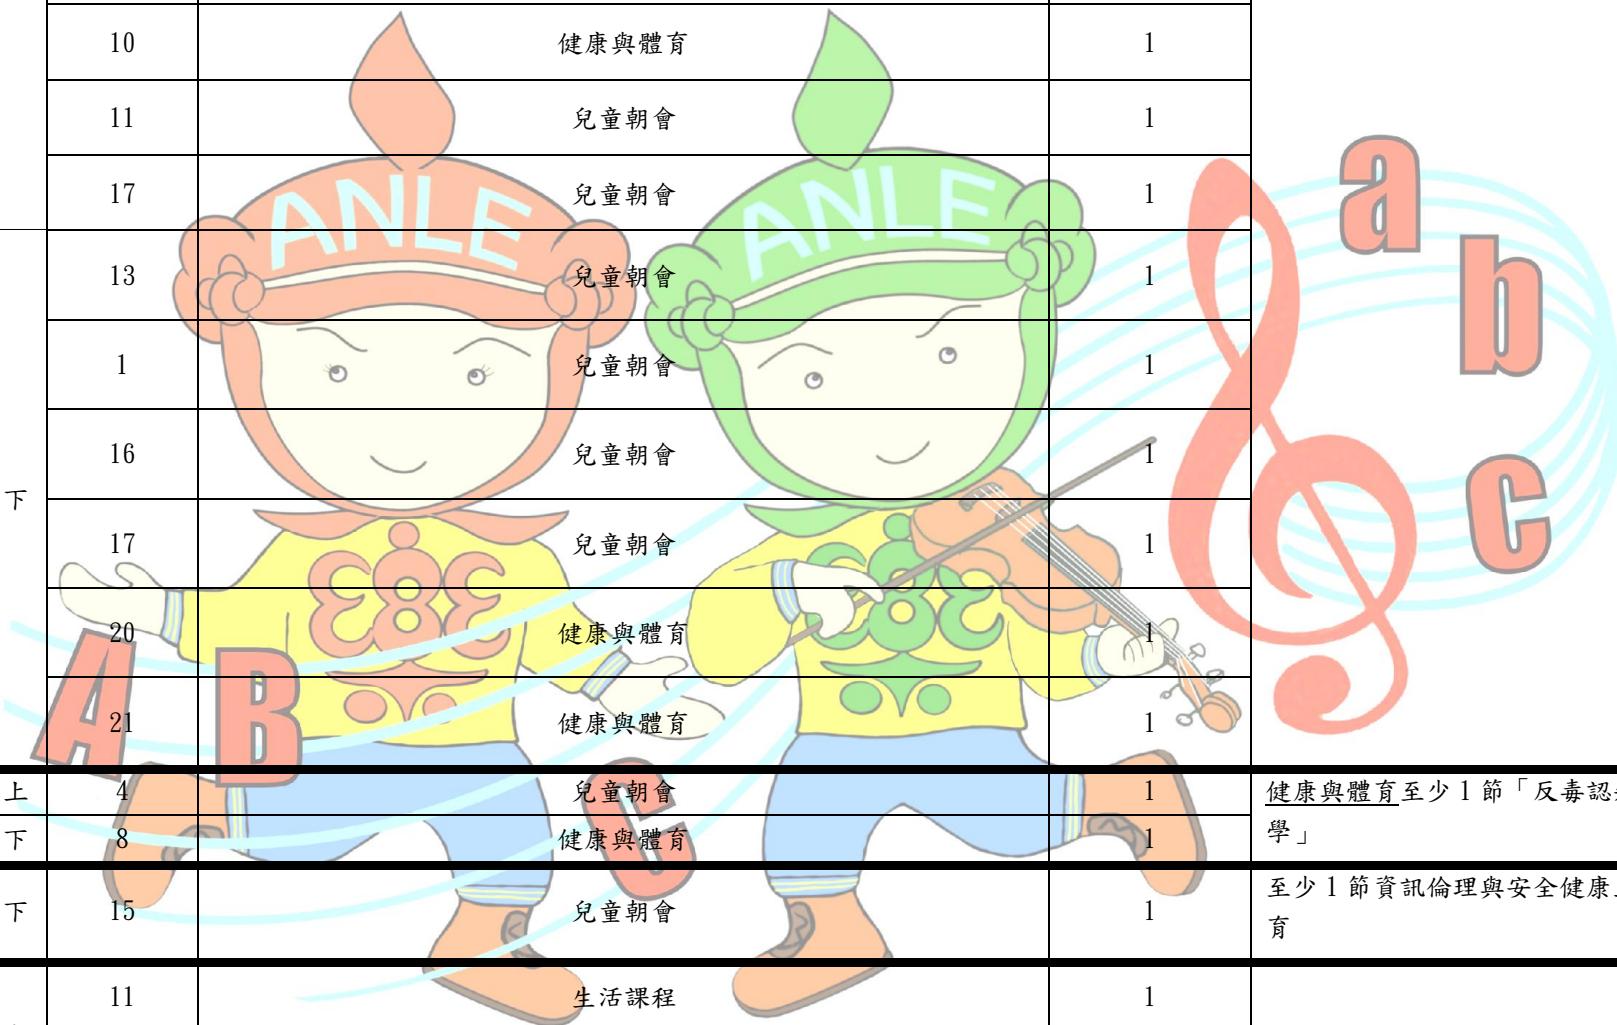 10 健康與體育 1
11 兒童朝會 1
17 兒童朝會 1
13 兒童朝會 1
1 兒童朝會 1
16 兒童朝會 1
下
17 兒童朝會 1
20 健康與體育 1
21 健康與體育 1
上 4 兒童朝會 1 健康與體育至少1節「反毒認
學」
下 8 健康與體育 1
下 15 兒童朝會 1 至少1節資訊倫理與安全健康
育
11 生活課程 1
ANLE
ANLE
a
b
c
A
B
C